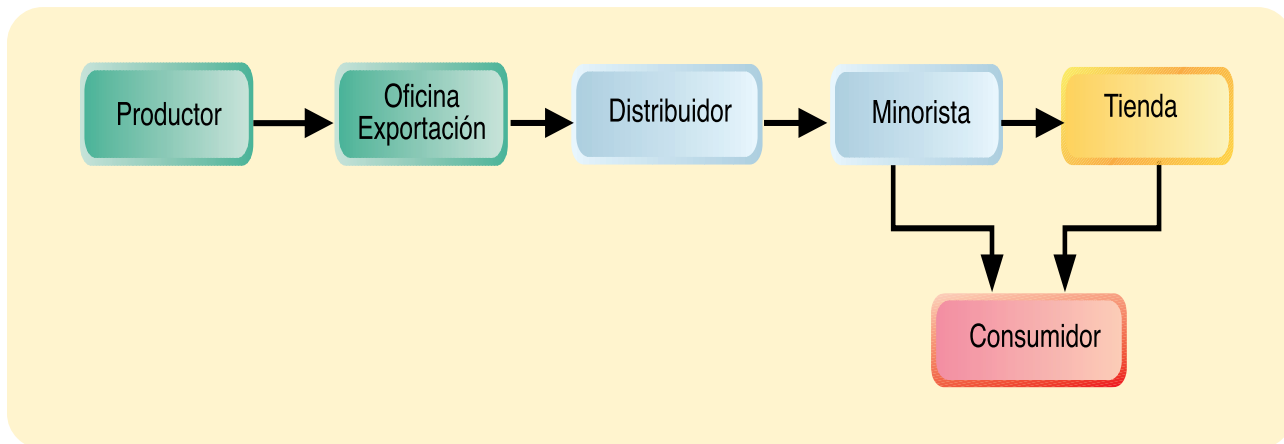 Productor
Oficina
Exportación
Distribuidor
Minorista
Tienda
Consumidor